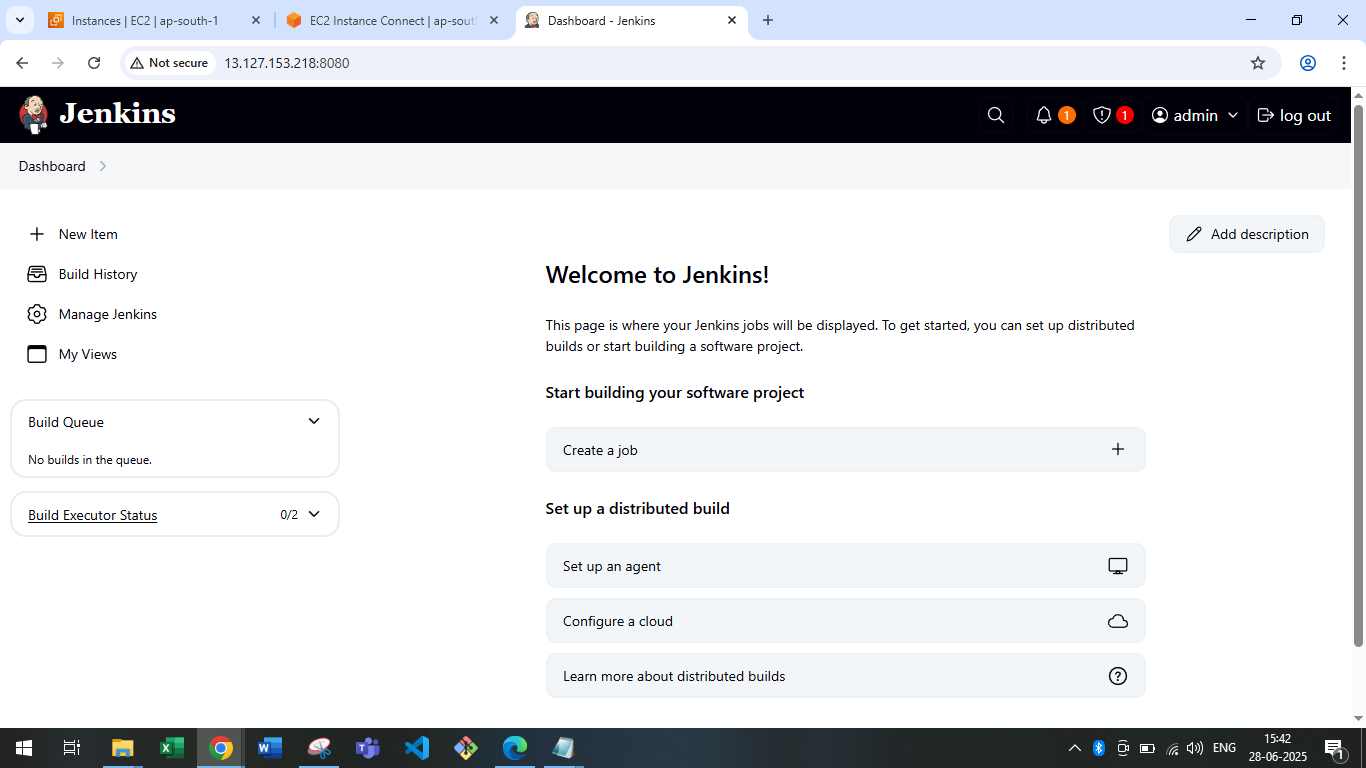 Instances | EC2 | ap-south-1
EC2 Instance Connect | ap-sout
Dashboard - Jenkins
Not secure
13.127.153.218:8080
Jenkins
1
1
admin
log out
Dashboard
New Item
Build History
Manage Jenkins
My Views
Build Queue
No builds in the queue.
Build Executor Status
0/2
Add description
Welcome to Jenkins!
This page is where your Jenkins jobs will be displayed. To get started, you can set up distributed
builds or start building a software project.
Start building your software project
Create a job
Set up a distributed build
Set up an agent
Configure a cloud
Learn more about distributed builds
ENG
15:42
28-06-2025
1